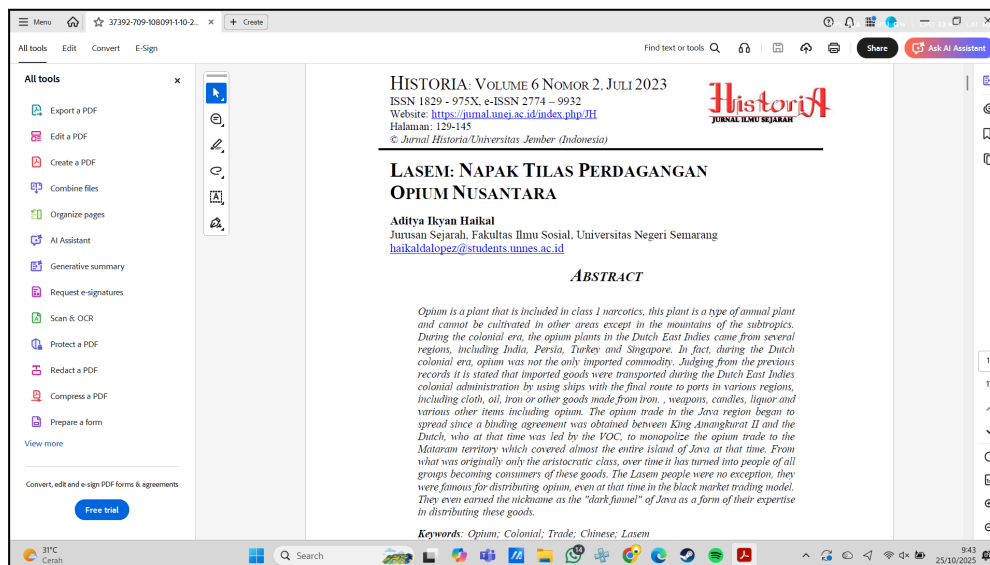 Menu
37392-709-108091-1-10-2...
Create
All tools
Edit
Convert
E-Sign
Find text or tools
Share
Ask AI Assistant
All tools
Export a PDF
Edit a PDF
Create a PDF
Combine files
Organize pages
AI Assistant
Generative summary
Request e-signatures
Scan & OCR
Protect a PDF
Redact a PDF
Compress a PDF
Prepare a form
View more
Convert, edit and e-sign PDF forms & agreements
Free trial
HISTORIA: VOLUME 6 NOMOR 2, JULI 2023
ISSN 1829 - 975X, e-ISSN 2774 – 9932
Website: https://jurnal.unej.ac.id/index.php/JH
Halaman: 129-145
© Jurnal Historia/Universitas Jember (Indonesia)
HistoriA
JURNAL ILMU SEJARAH
LASEM: NAPAK TILAS PERDAGANGAN
OPIUM NUSANTARA
Aditya Ikyan Haikal
Jurusan Sejarah, Fakultas Ilmu Sosial, Universitas Negeri Semarang
haikaldalopez@students.unnes.ac.id
ABSTRACT
Opium is a plant that is included in class 1 narcotics, this plant is a type of annual plant
and cannot be cultivated in other areas except in the mountains of the subtropics.
During the colonial era, the opium plants in the Dutch East Indies came from several
regions, including India, Persia, Turkey and Singapore. In fact, during the Dutch
colonial era, opium was not the only imported commodity. Judging from the previous
records it is stated that imported goods were transported during the Dutch East Indies
colonial administration by using ships with the final route to ports in various regions,
including cloth, oil, iron or other goods made from iron. , weapons, candles, liquor and
various other items including opium. The opium trade in the Java region began to
spread since a binding agreement was obtained between King Amangkurat II and the
Dutch, who at that time was led by the VOC, to monopolize the opium trade to the
Mataram territory which covered almost the entire island of Java at that time. From
what was originally only the aristocratic class, over time it has turned into people of all
groups becoming consumers of these goods. The Lasem people were no exception, they
were famous for distributing opium, even at that time in the black market trading model.
They even earned the nickname as the "dark funnel" of Java as a form of their expertise
in distributing these goods.
Keywords: Opium; Colonial; Trade; Chinese; Lasem
31°C
Cerah
Search
14
9:43
25/10/2025